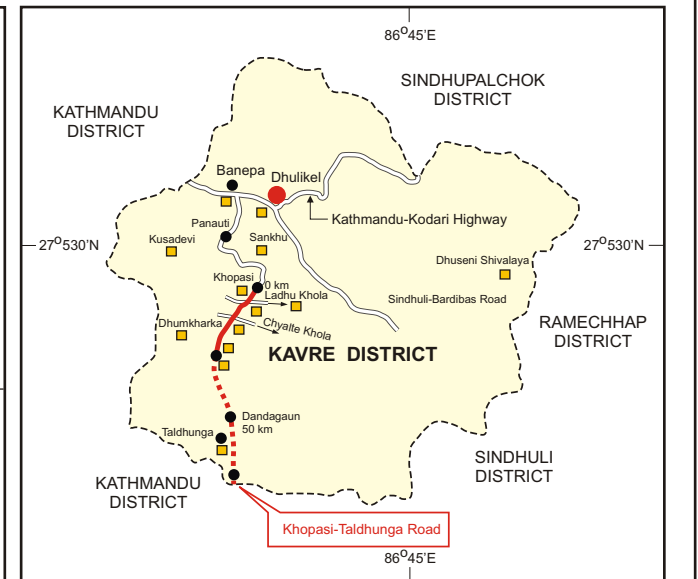 86°45'E
SINDHUPALCHOK
DISTRICT
KATHMANDU
DISTRICT
Banepa
Dhulikel
Kathmandu-Kodari Highway
Panauti
Kusadevi
Sankhu
27°530'N
27°530'N
Dhuseni Shivalaya
Khopasi
0 km
Ladhu Khola
Sindhuli-Bardibas Road
Dhumkharka
Chyalte Khola
RAMECHHAP
DISTRICT
KAVRE DISTRICT
Dandagaun
50 km
Taldhunga
SINDHULI
DISTRICT
KATHMANDU
DISTRICT
Khopasi-Taldhunga Road
86°45'E